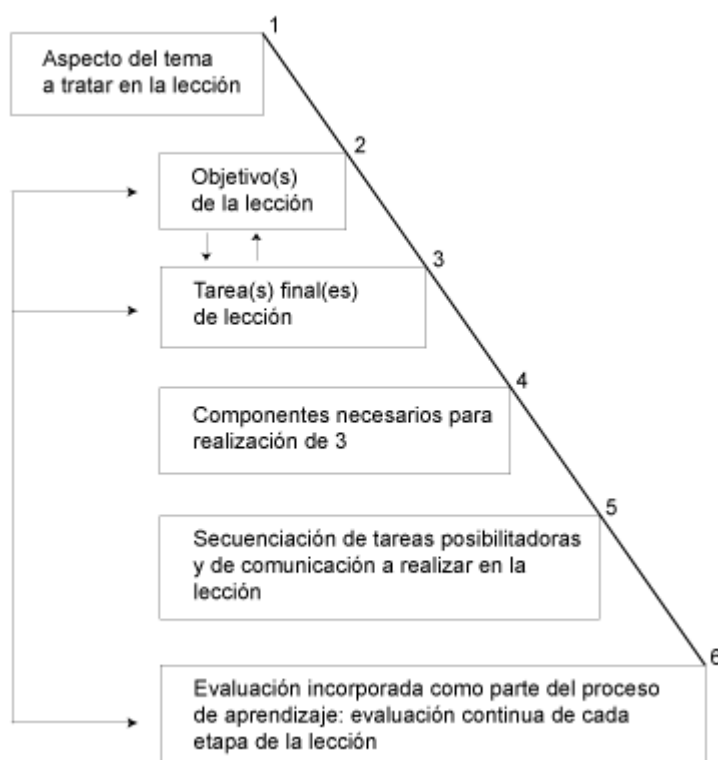 1
Aspecto del tema
a tratar en la lección
2
Objetivo(s)
de la lección
3
Tarea(s) final(es)
de lección
4
Componentes necesarios para
realización de 3
5
Secuenciación de tareas posibilitadoras
y de comunicación a realizar en la
lección
6
Evaluación incorporada como parte del proceso
de aprendizaje: evaluación continua de cada
etapa de la lección